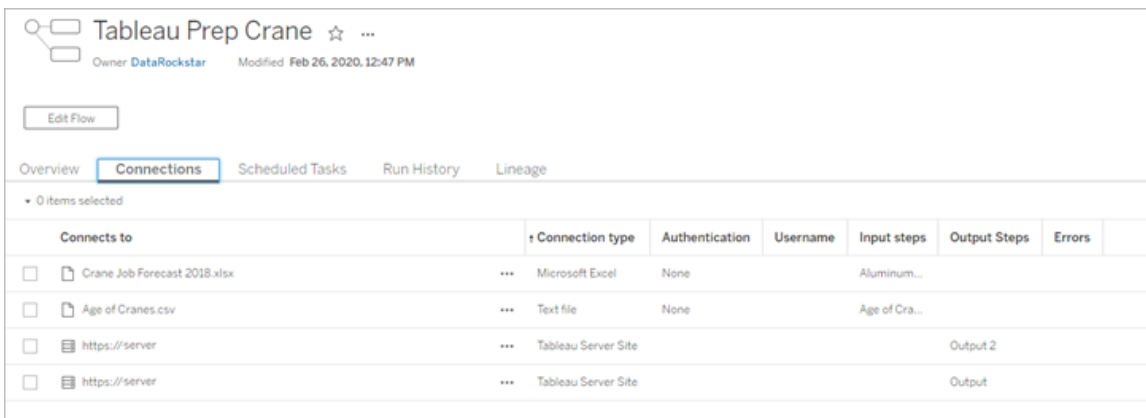 Tableau Prep Crane ☆ ...
Owner DataRockstar Modified Feb 26, 2020, 12:47 PM
Edit Flow
Overview Connections Scheduled Tasks Run History Lineage
▾ 0 items selected
Connects to ↑ Connection type Authentication Username Input steps Output Steps Errors
Crane Job Forecast 2018.xlsx ... Microsoft Excel None Aluminum...
Age of Cranes.csv ... Text file None Age of Cra...
https://server ... Tableau Server Site Output 2
https://server ... Tableau Server Site Output